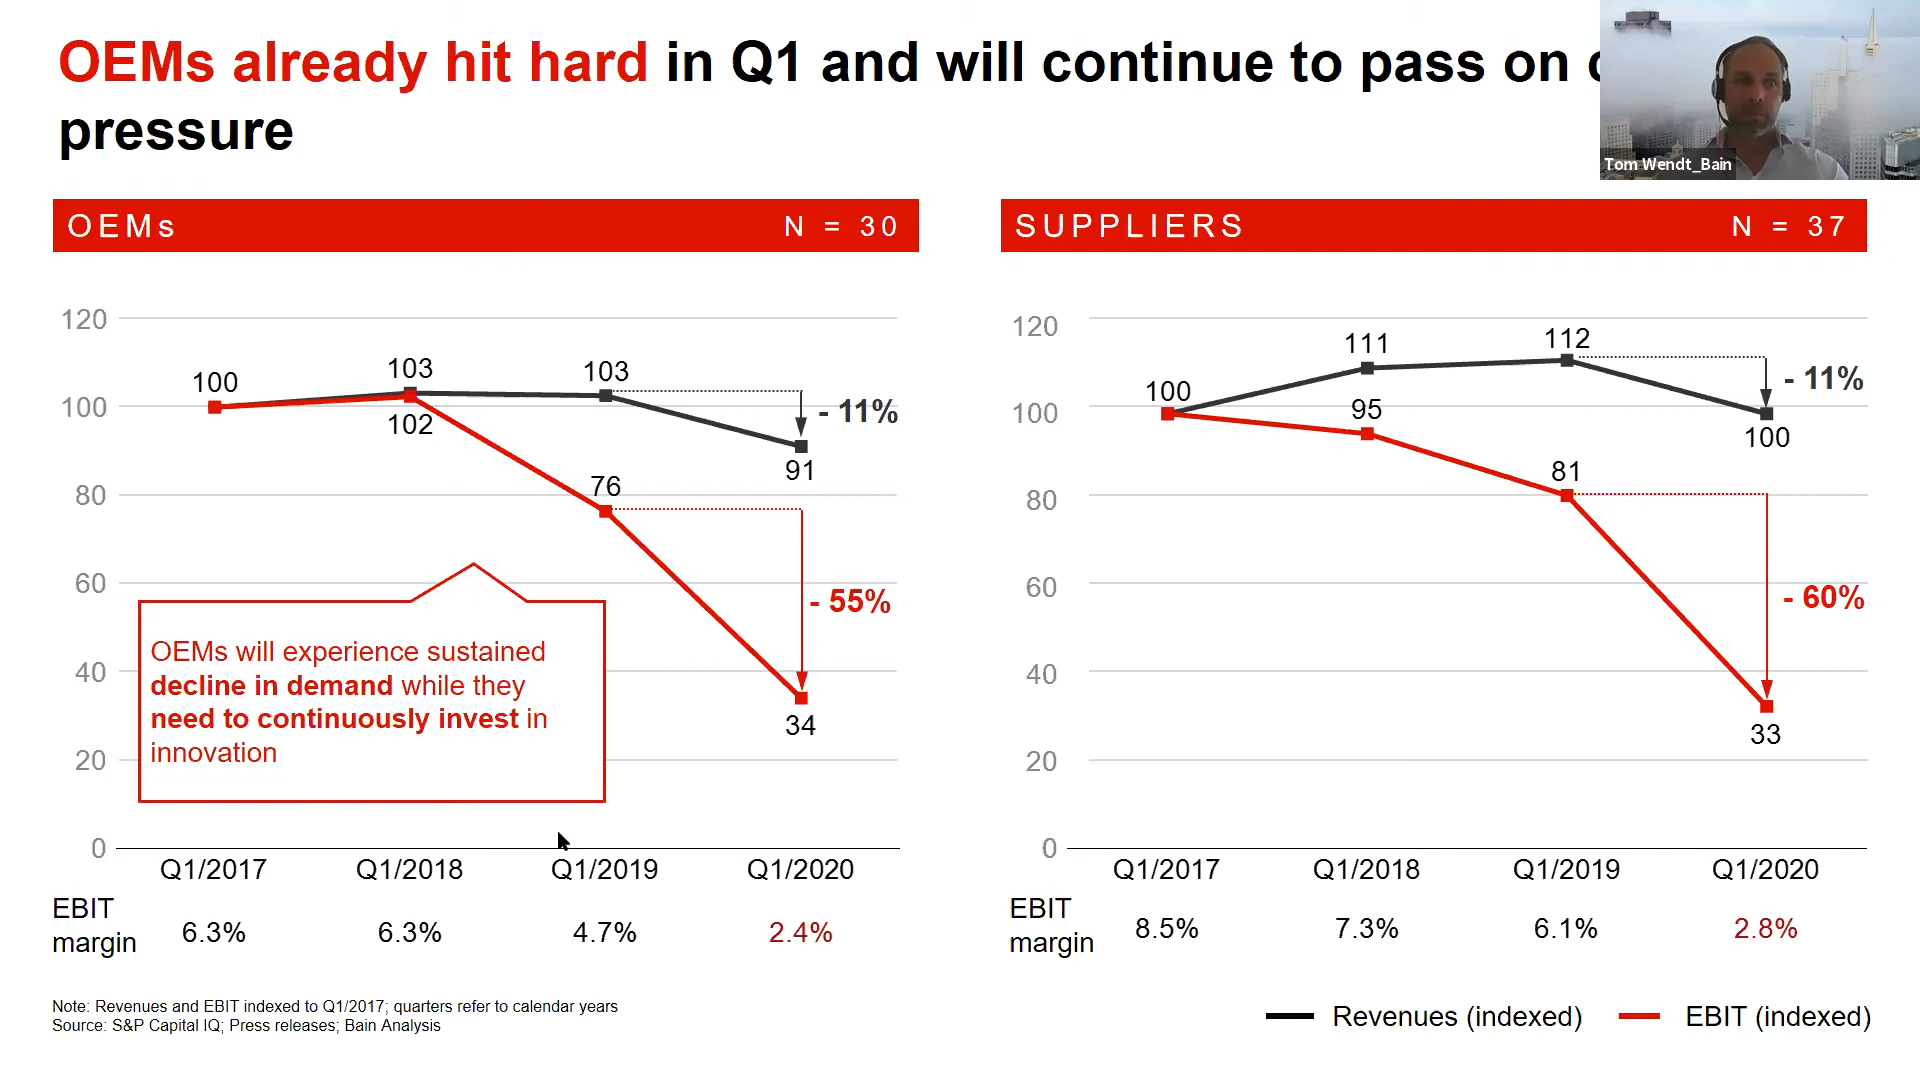 OEMs already hit hard in Q1 and will continue to pass on
pressure
Tom Wendt_Bain
OEMs N = 30
120
100
80
60
40
20
0
100
103
102
103
76
91
34
- 11%
- 55%
OEMs will experience sustained
decline in demand while they
need to continuously invest in
innovation
Q1/2017 Q1/2018 Q1/2019 Q1/2020
EBIT
margin
6.3% 6.3% 4.7% 2.4%
SUPPLIERS N = 37
120
100
80
60
40
20
0
100
111
95
112
81
100
33
- 11%
- 60%
Q1/2017 Q1/2018 Q1/2019 Q1/2020
EBIT
margin
8.5% 7.3% 6.1% 2.8%
Note: Revenues and EBIT indexed to Q1/2017; quarters refer to calendar years
Source: S&P Capital IQ; Press releases; Bain Analysis
Revenues (indexed) EBIT (indexed)